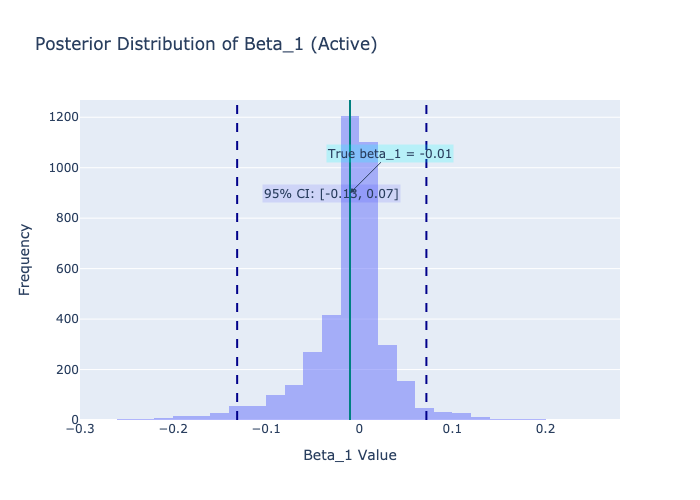 Posterior Distribution of Beta_1 (Active)
1200
1000
800
600
400
200
0
Frequency
True beta_1 = -0.01
95% CI: [-0.13, 0.07]
−0.3
−0.2
−0.1
0
0.1
0.2
Beta_1 Value